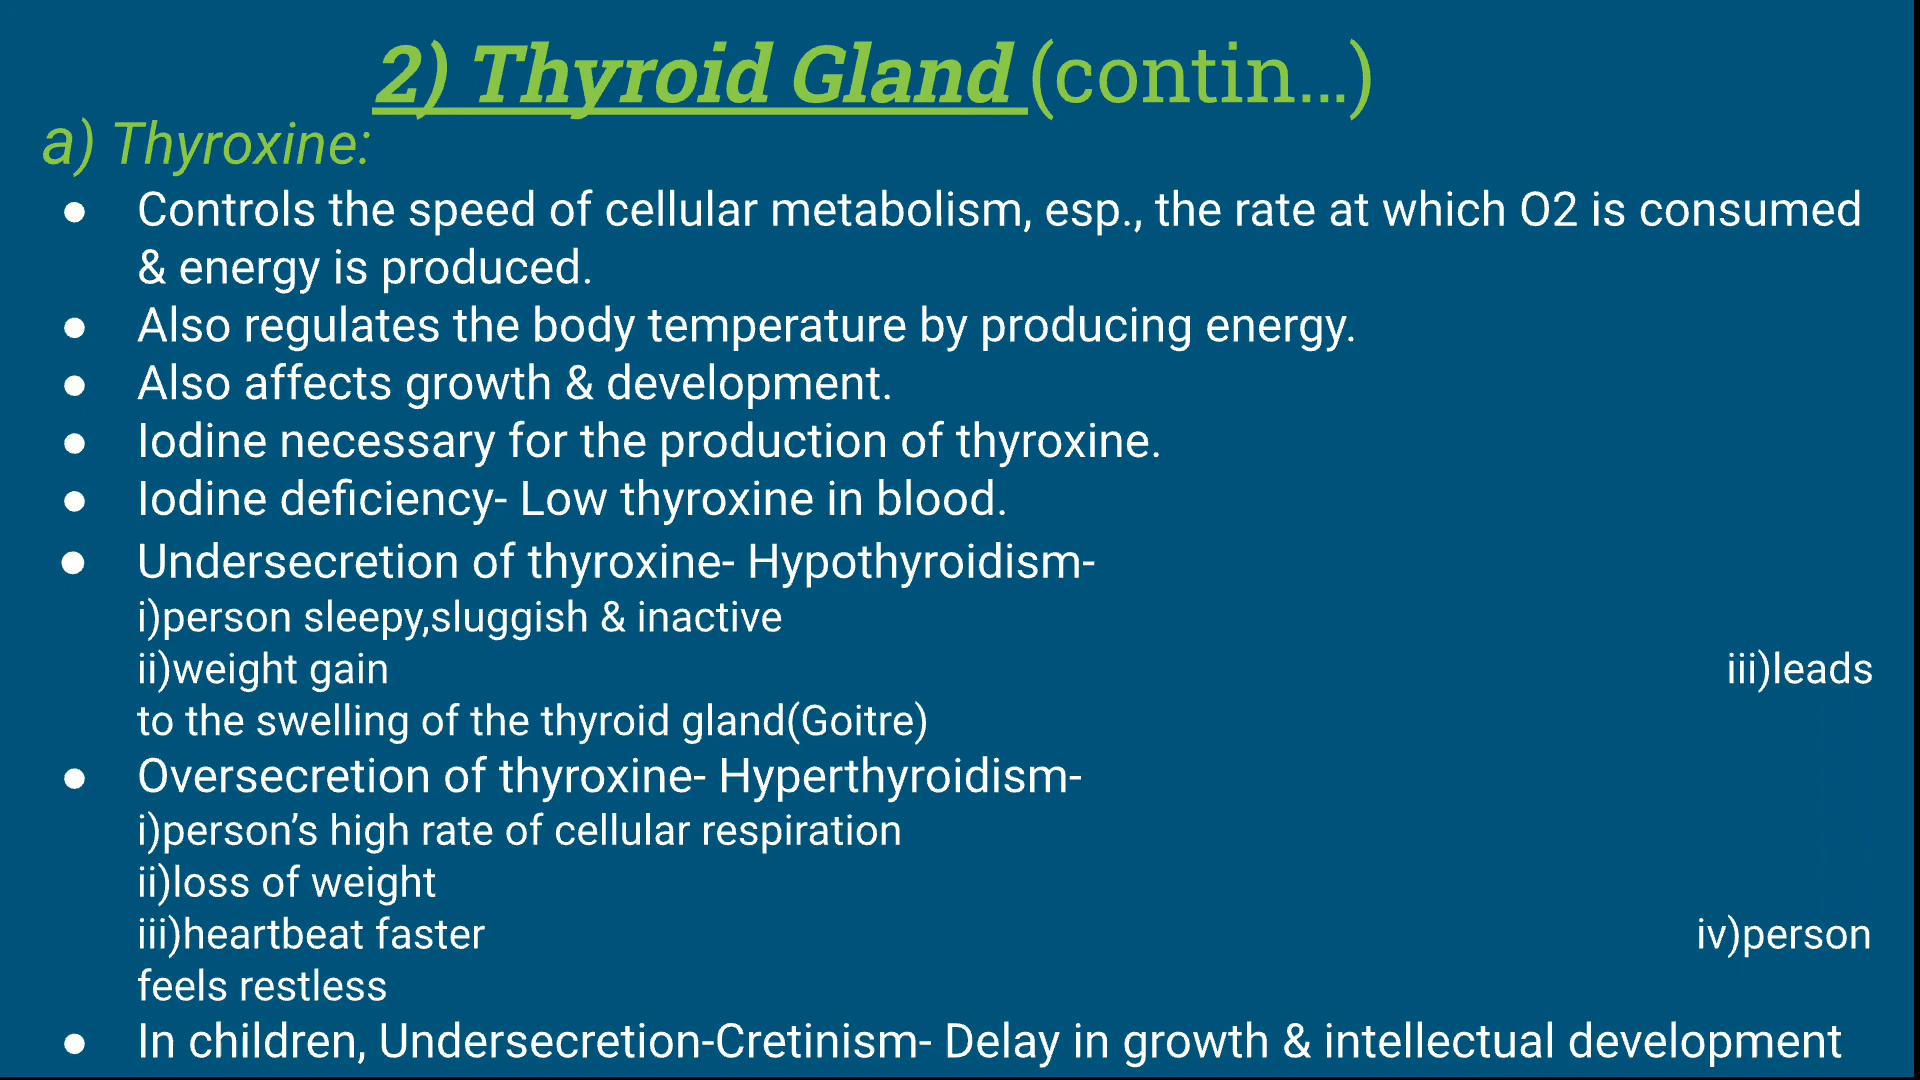 2) Thyroid Gland (contin...)
a) Thyroxine:
● Controls the speed of cellular metabolism, esp., the rate at which O2 is consumed
& energy is produced.
● Also regulates the body temperature by producing energy.
● Also affects growth & development.
● Iodine necessary for the production of thyroxine.
● Iodine deficiency- Low thyroxine in blood.
● Undersecretion of thyroxine- Hypothyroidism-
i)person sleepy,sluggish & inactive
ii)weight gain iii)leads
to the swelling of the thyroid gland(Goitre)
● Oversecretion of thyroxine- Hyperthyroidism-
i)person’s high rate of cellular respiration
ii)loss of weight
iii)heartbeat faster iv)person
feels restless
● In children, Undersecretion-Cretinism- Delay in growth & intellectual development